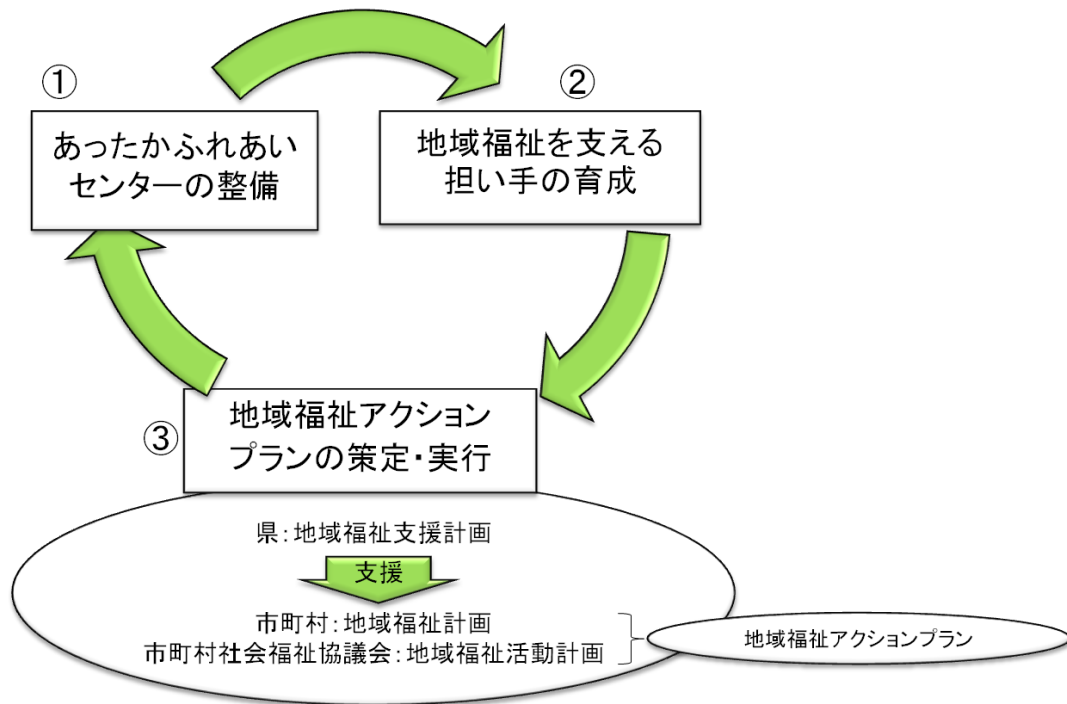 ①
あったかふれあい
センターの整備
②
地域福祉を支える
担い手の育成
③
地域福祉アクション
プランの策定・実行
県：地域福祉支援計画
支援
市町村：地域福祉計画
市町村社会福祉協議会：地域福祉活動計画
地域福祉アクションプラン